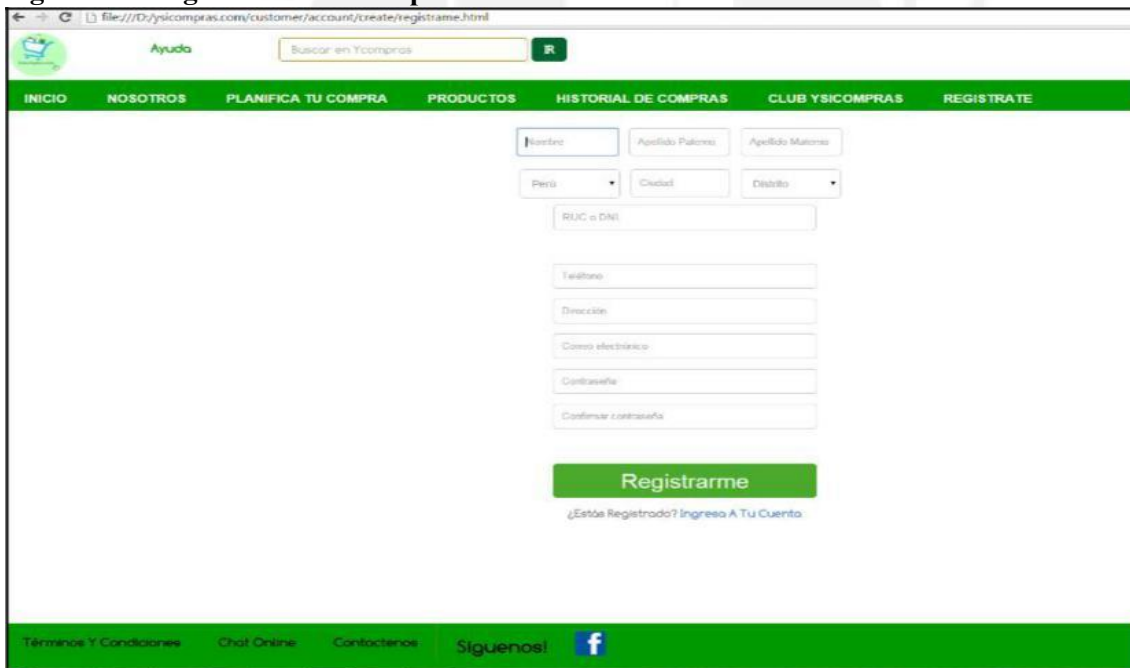 file:///D:/ysicompras.com/customer/account/create/registrame.html
Ayuda
Buscar en Ycompras
IR
INICIO NOSOTROS PLANIFICA TU COMPRA PRODUCTOS HISTORIAL DE COMPRAS CLUB YSICOMPRAS REGISTRATE
Nombre Apellido Paterno Apellido Materno
Perú Ciudad Distrito
RUC o DNI
Teléfono
Dirección
Correo electrónico
Contraseña
Confirmar contraseña
Registrarme
¿Estás Registrado? Ingresa A Tu Cuenta
Términos Y Condiciones Chat Online Contactenos Siguenos! f